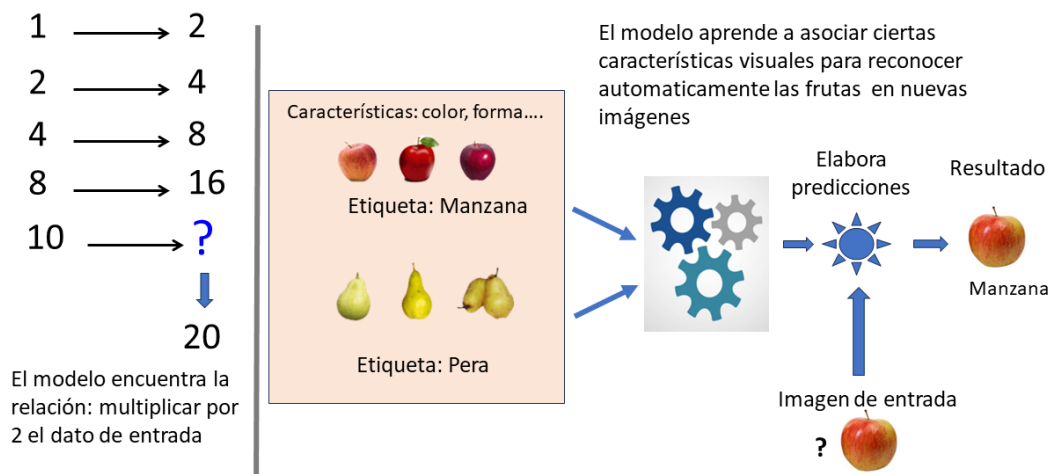 1 2
2 4
4 8
8 16
10 ?
20
El modelo encuentra la
relación: multiplicar por
2 el dato de entrada
Características: color, forma....
Etiqueta: Manzana
Etiqueta: Pera
El modelo aprende a asociar ciertas
características visuales para reconocer
automaticamente las frutas en nuevas
imágenes
Elabora
predicciones
Resultado
Manzana
Imagen de entrada
?